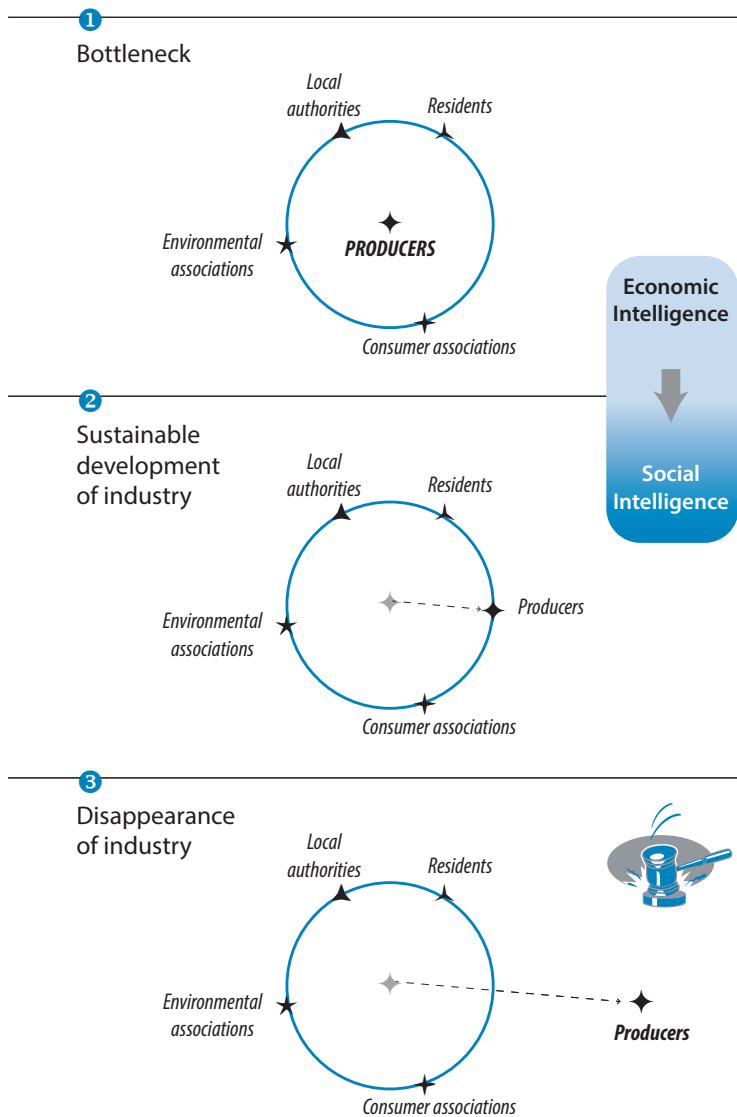 1
Bottleneck
Local
authorities
Residents
Environmental
associations
PRODUCERS
Consumer associations
Economic
Intelligence
Social
Intelligence
2
Sustainable
development
of industry
Local
authorities
Residents
Environmental
associations
Producers
Consumer associations
3
Disappearance
of industry
Local
authorities
Residents
Environmental
associations
Producers
Consumer associations